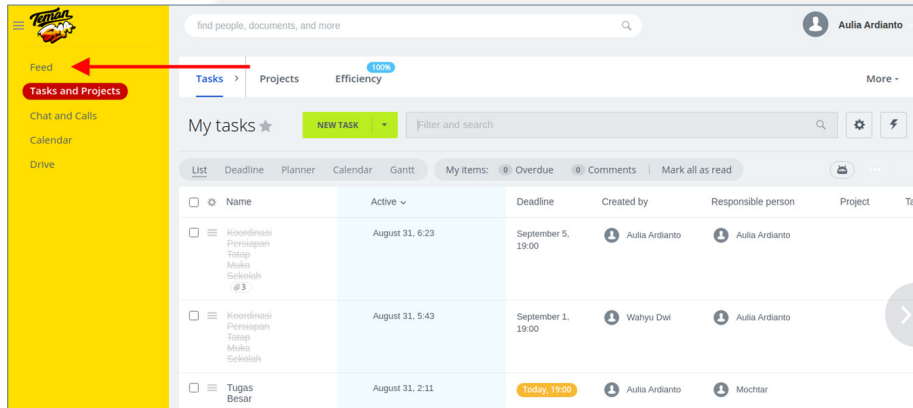 Teman
find people, documents, and more
Aulia Ardianto
Feed
Tasks and Projects
Chat and Calls
Calendar
Drive
Tasks
Projects
Efficiency
100%
More
My tasks
NEW TASK
Filter and search
List Deadline Planner Calendar Gantt
My items: 0 Overdue 0 Comments Mark all as read
Name Active Deadline Created by Responsible person Project Ta
Koordinasi
Persiapan
Tatap
Muka
Sekolah
3
August 31, 6:23
September 5,
19:00
Aulia Ardianto
Aulia Ardianto
Koordinasi
Persiapan
Tatap
Muka
Sekolah
August 31, 5:43
September 1,
19:00
Wahyu Dwi
Aulia Ardianto
Tugas
Besar
August 31, 2:11
Today, 19:00
Aulia Ardianto
Mochtar